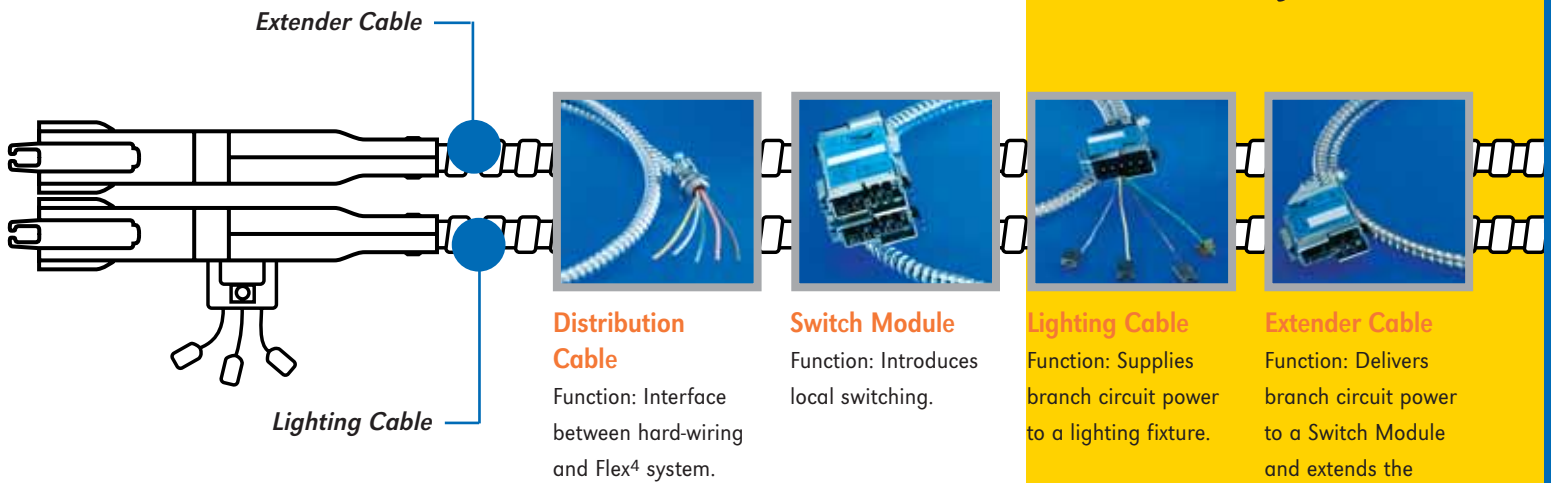 Extender Cable
Distribution
Cable
Function: Interface
between hard-wiring
and Flex4 system.
Switch Module
Function: Introduces
local switching.
Lighting Cable
Function: Supplies
branch circuit power
to a lighting fixture.
Extender Cable
Function: Delivers
branch circuit power
to a Switch Module
and extends the
Lighting Cable